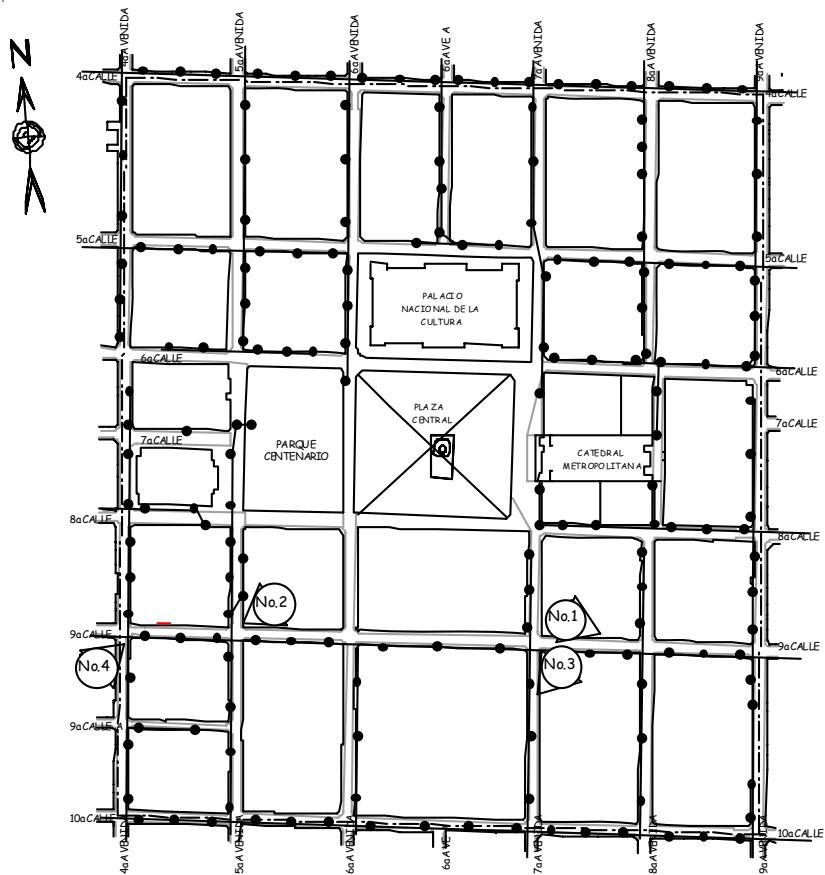 N
4aAVENIDA
5aAVENIDA
6aAVENIDA
6aAVE A
7aAVENIDA
8aAVENIDA
9aAVENIDA
4aCALLE
4aCALLE
5aCALLE
5aCALLE
PALACIO
NACIONAL DE LA
CULTURA
6aCALLE
6aCALLE
PLAZA
CENTRAL
7aCALLE
7aCALLE
PARQUE
CENTENARIO
CATEDRAL
METROPOLITANA
8aCALLE
8aCALLE
No.2
No.1
9aCALLE
9aCALLE
No.4
No.3
9aCALLE A
10aCALLE
10aCALLE
4aAVENIDA
5aAVENIDA
6aAVENIDA
6aAVE
7aAVENIDA
8aAVENIDA
9aAVENIDA